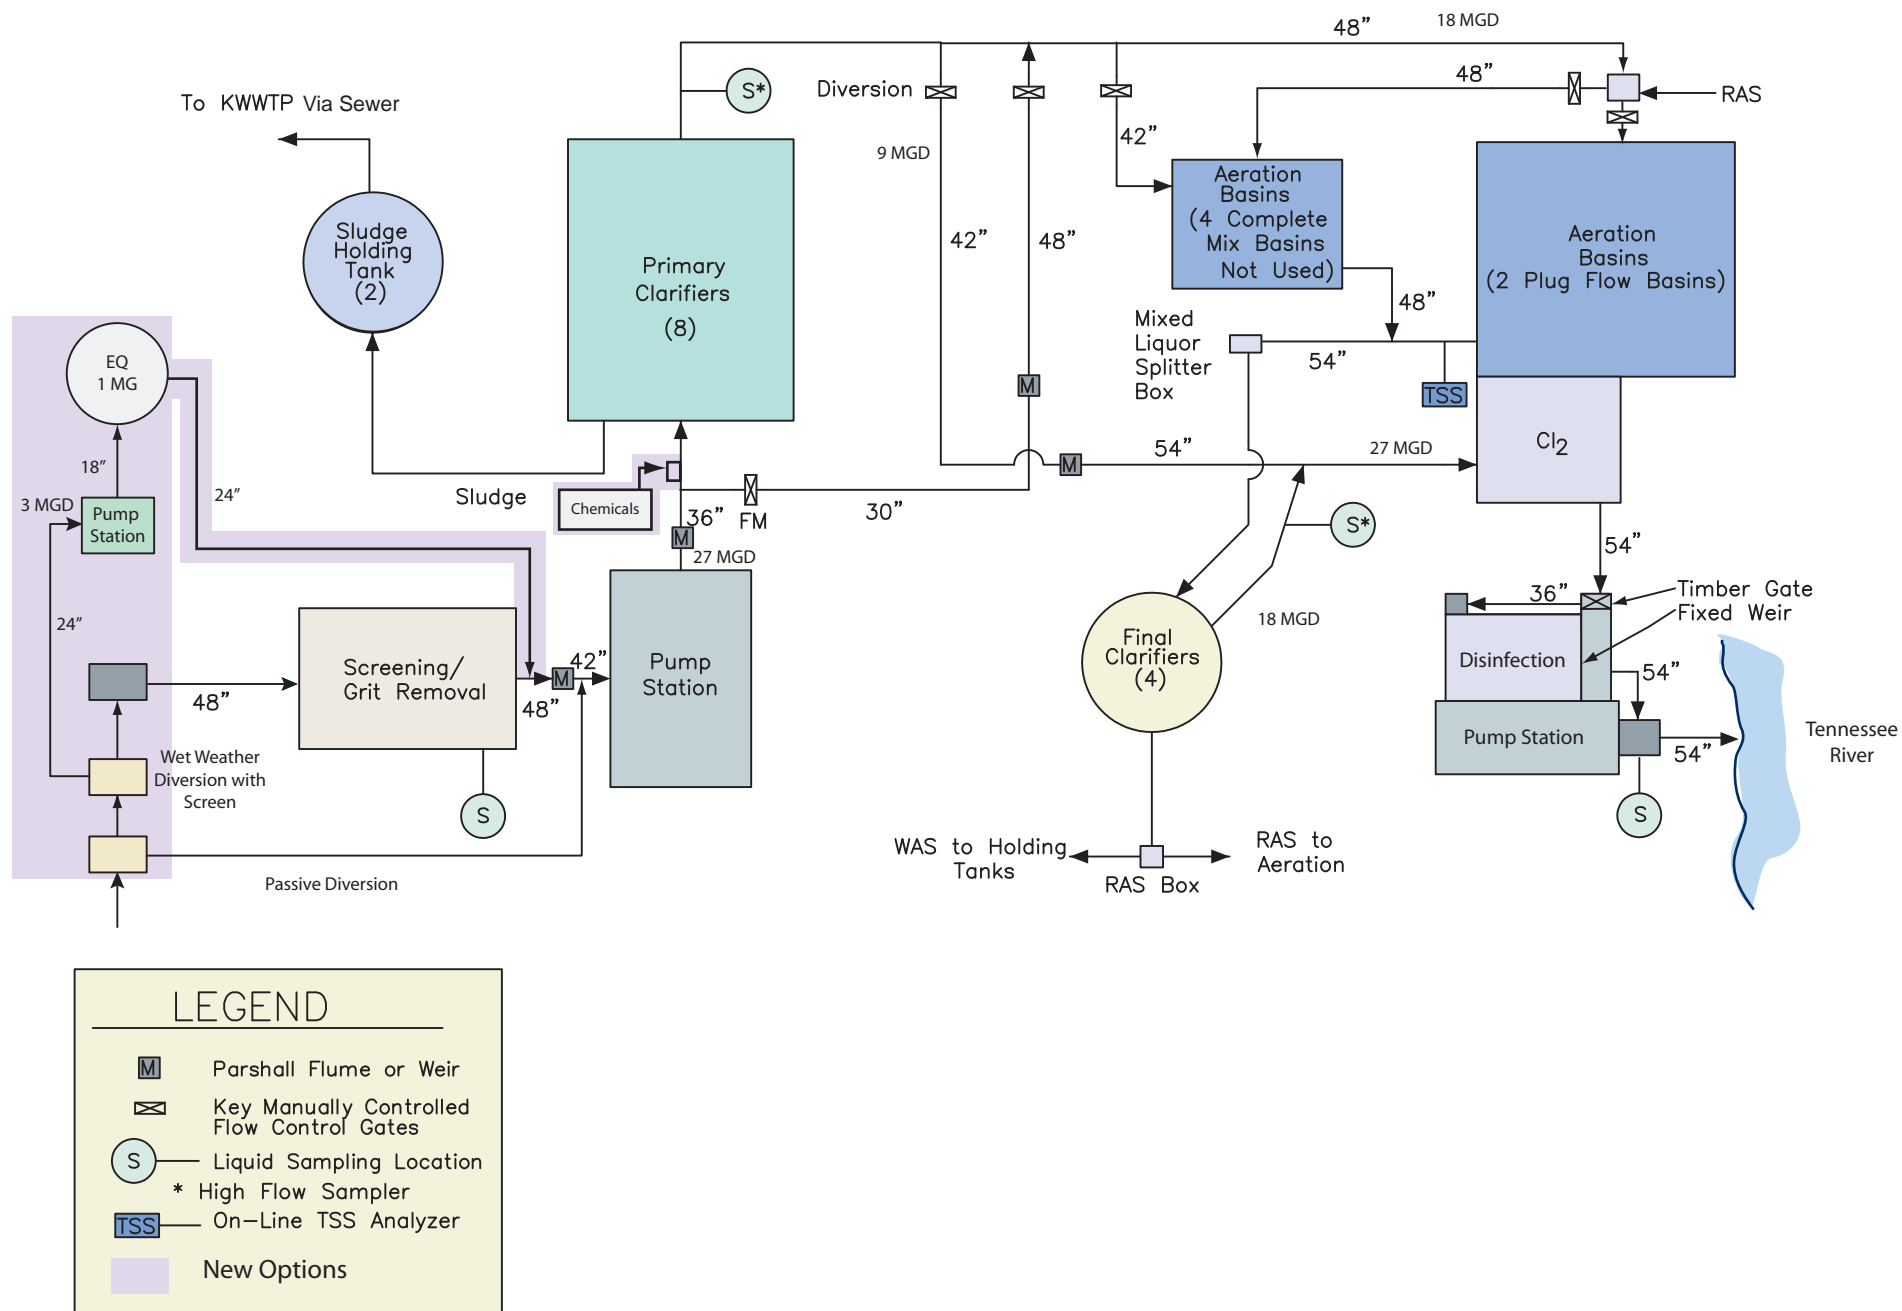 48”
18 MGD
To KWWTP Via Sewer
Diversion
9 MGD
S*
48”
RAS
42”
Aeration
Basins
(4 Complete
Mix Basins
Not Used)
Aeration
Basins
(2 Plug Flow Basins)
Sludge
Holding
Tank
(2)
Primary
Clarifiers
(8)
42”
48”
48”
Mixed
Liquor
Splitter
Box
54”
TSS
EQ
1 MG
M
18”
24”
3 MGD
Pump
Station
Sludge
Chemicals
36”
FM
30”
M
27 MGD
54”
M
27 MGD
Cl2
S*
54”
24”
Screening/
Grit Removal
48”
48”
M
42”
Pump
Station
Wet Weather
Diversion with
Screen
S
Passive Diversion
Final
Clarifiers
(4)
18 MGD
36”
Timber Gate
Fixed Weir
Disinfection
54”
Pump Station
54”
S
Tennessee
River
WAS to Holding
Tanks
RAS Box
RAS to
Aeration
LEGEND
M Parshall Flume or Weir
Key Manually Controlled
Flow Control Gates
S Liquid Sampling Location
* High Flow Sampler
TSS On-Line TSS Analyzer
New Options